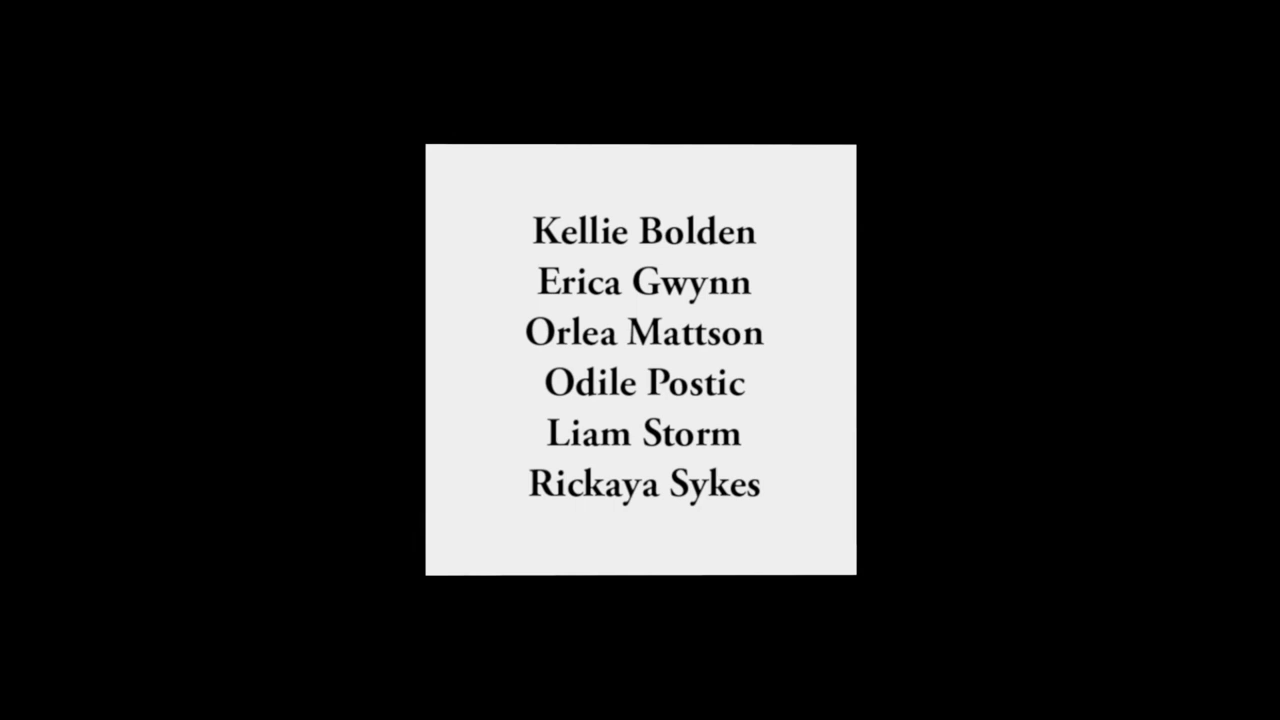 Kellie Bolden
Erica Gwynn
Orlea Mattson
Odile Postic
Liam Storm
Rickaya Sykes